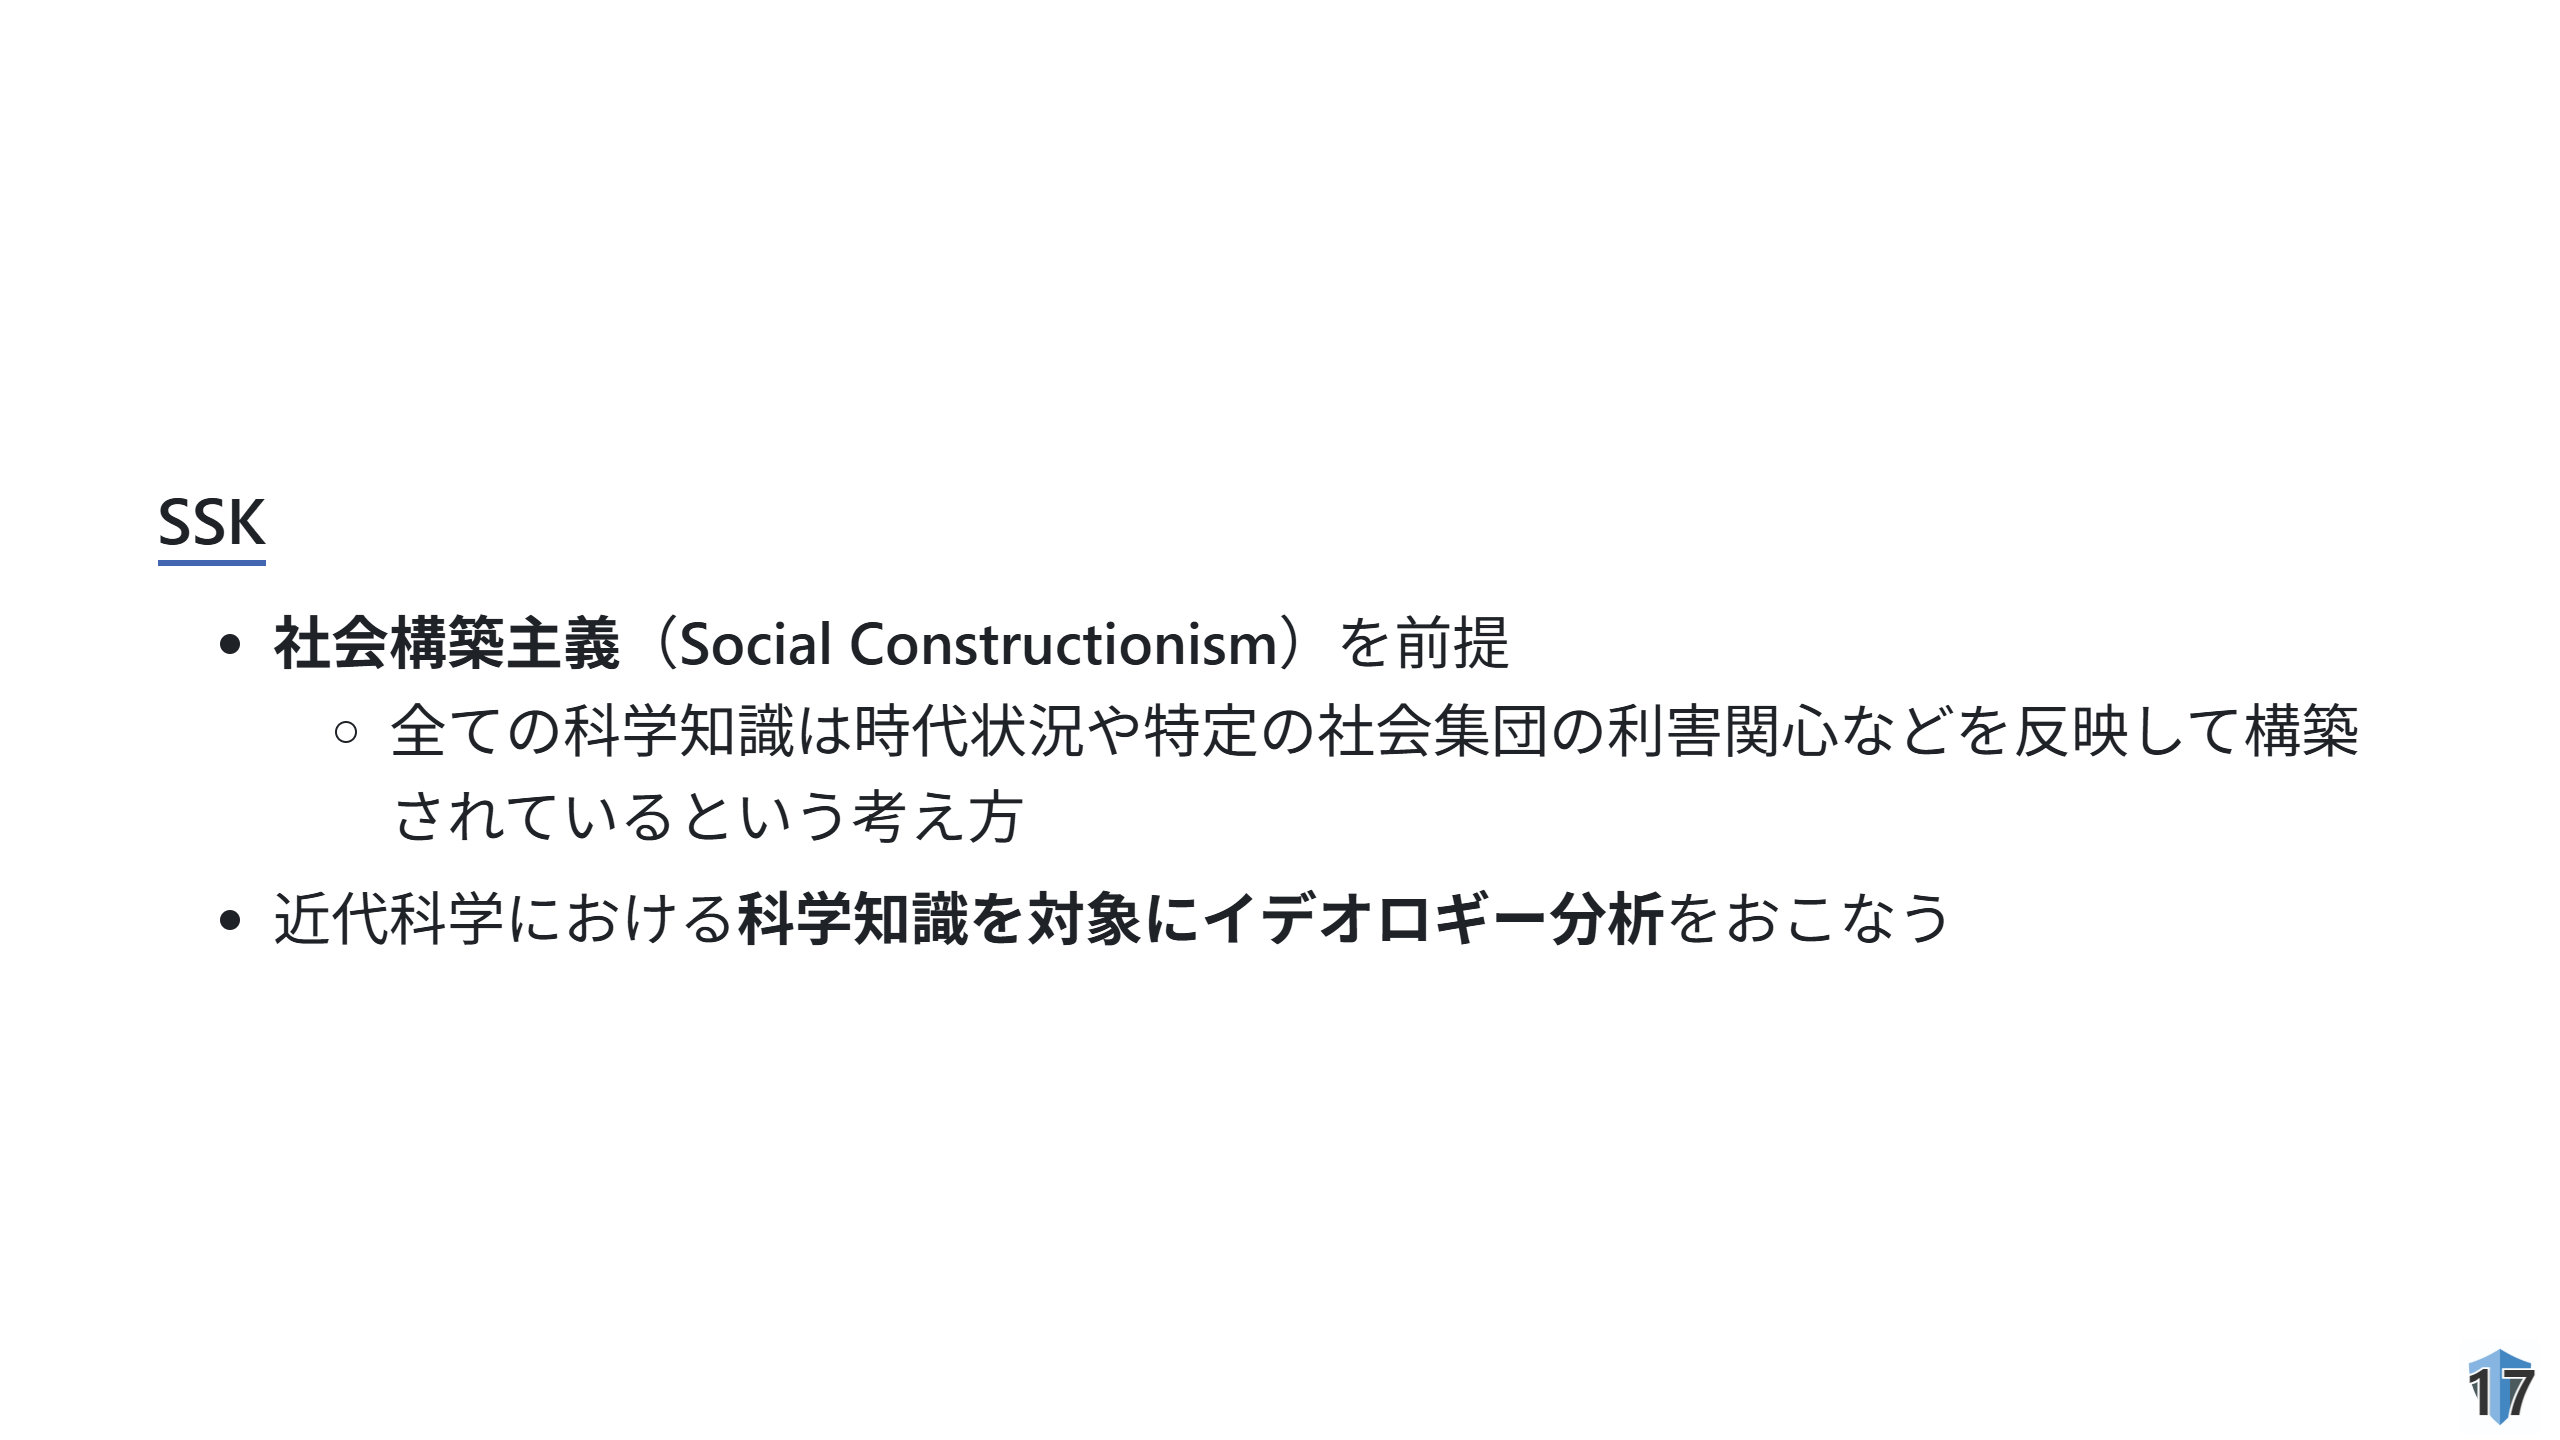 SSK
• 社会構築主義（Social Constructionism）を前提
○ 全ての科学知識は時代状況や特定の社会集団の利害関心などを反映して構築
されているという考え方
• 近代科学における科学知識を対象にイデオロギー分析をおこなう
17